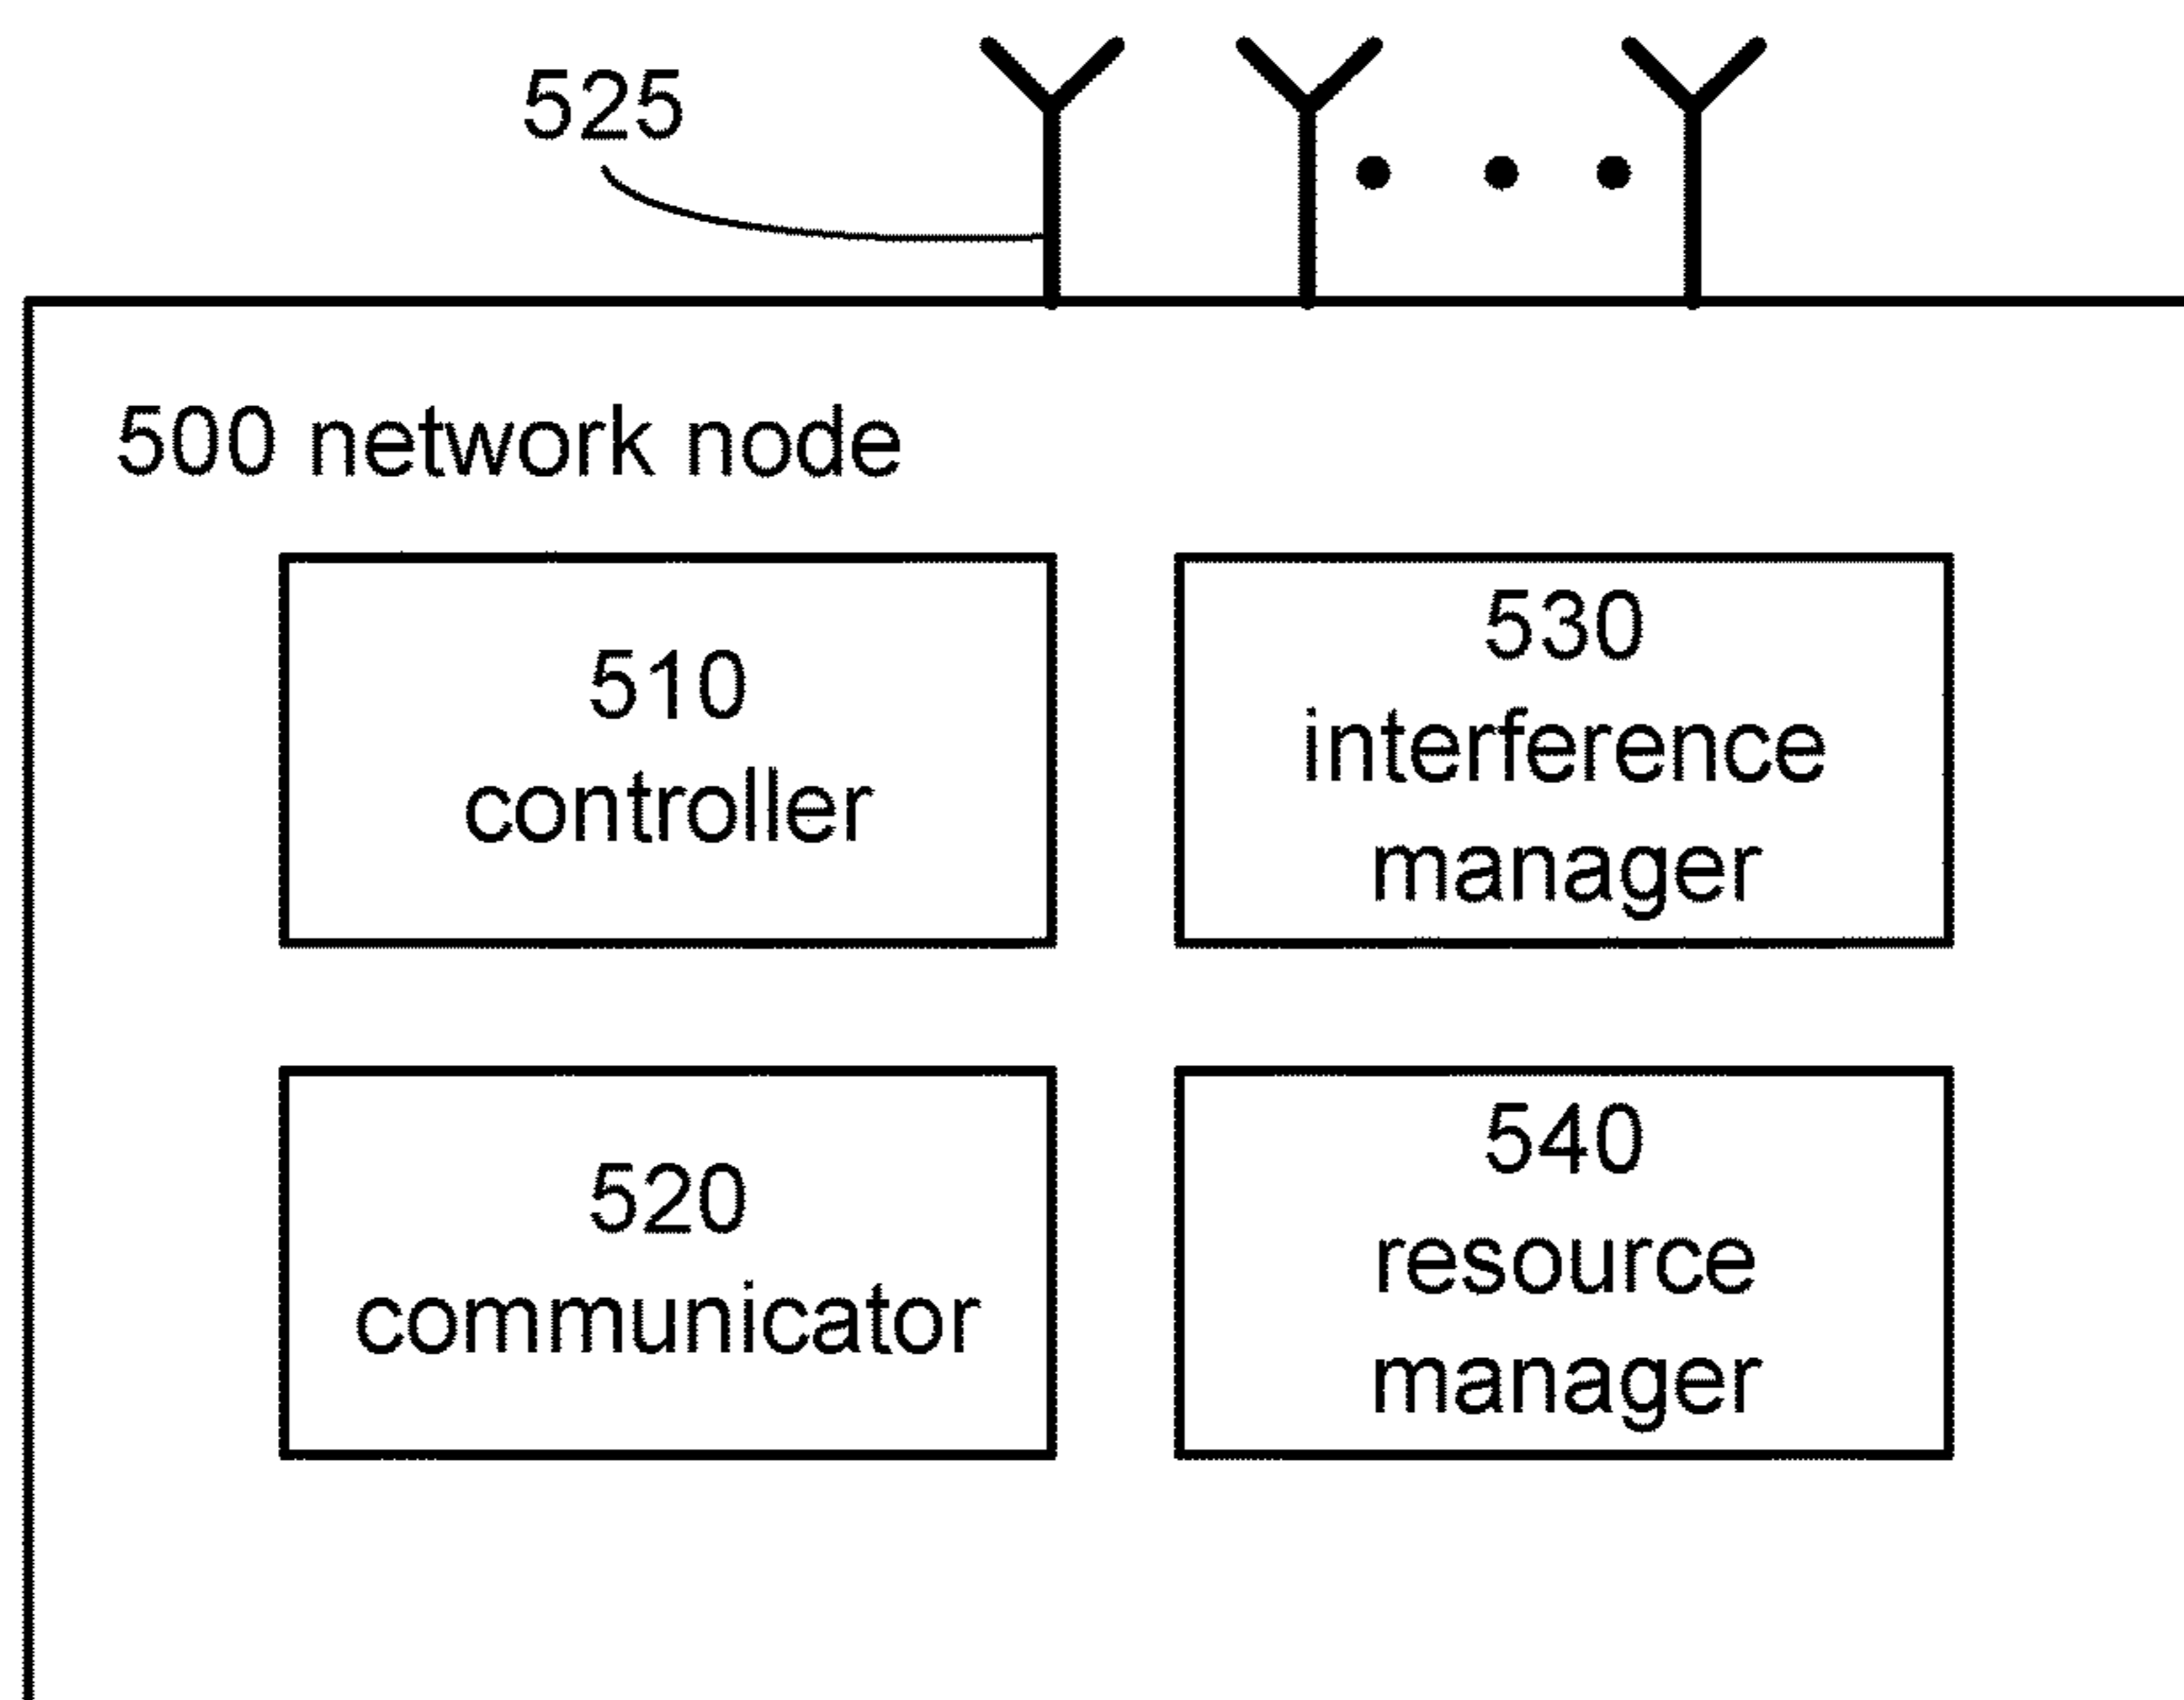 525
500 network node
510
controller
530
interference
manager
520
communicator
540
resource
manager